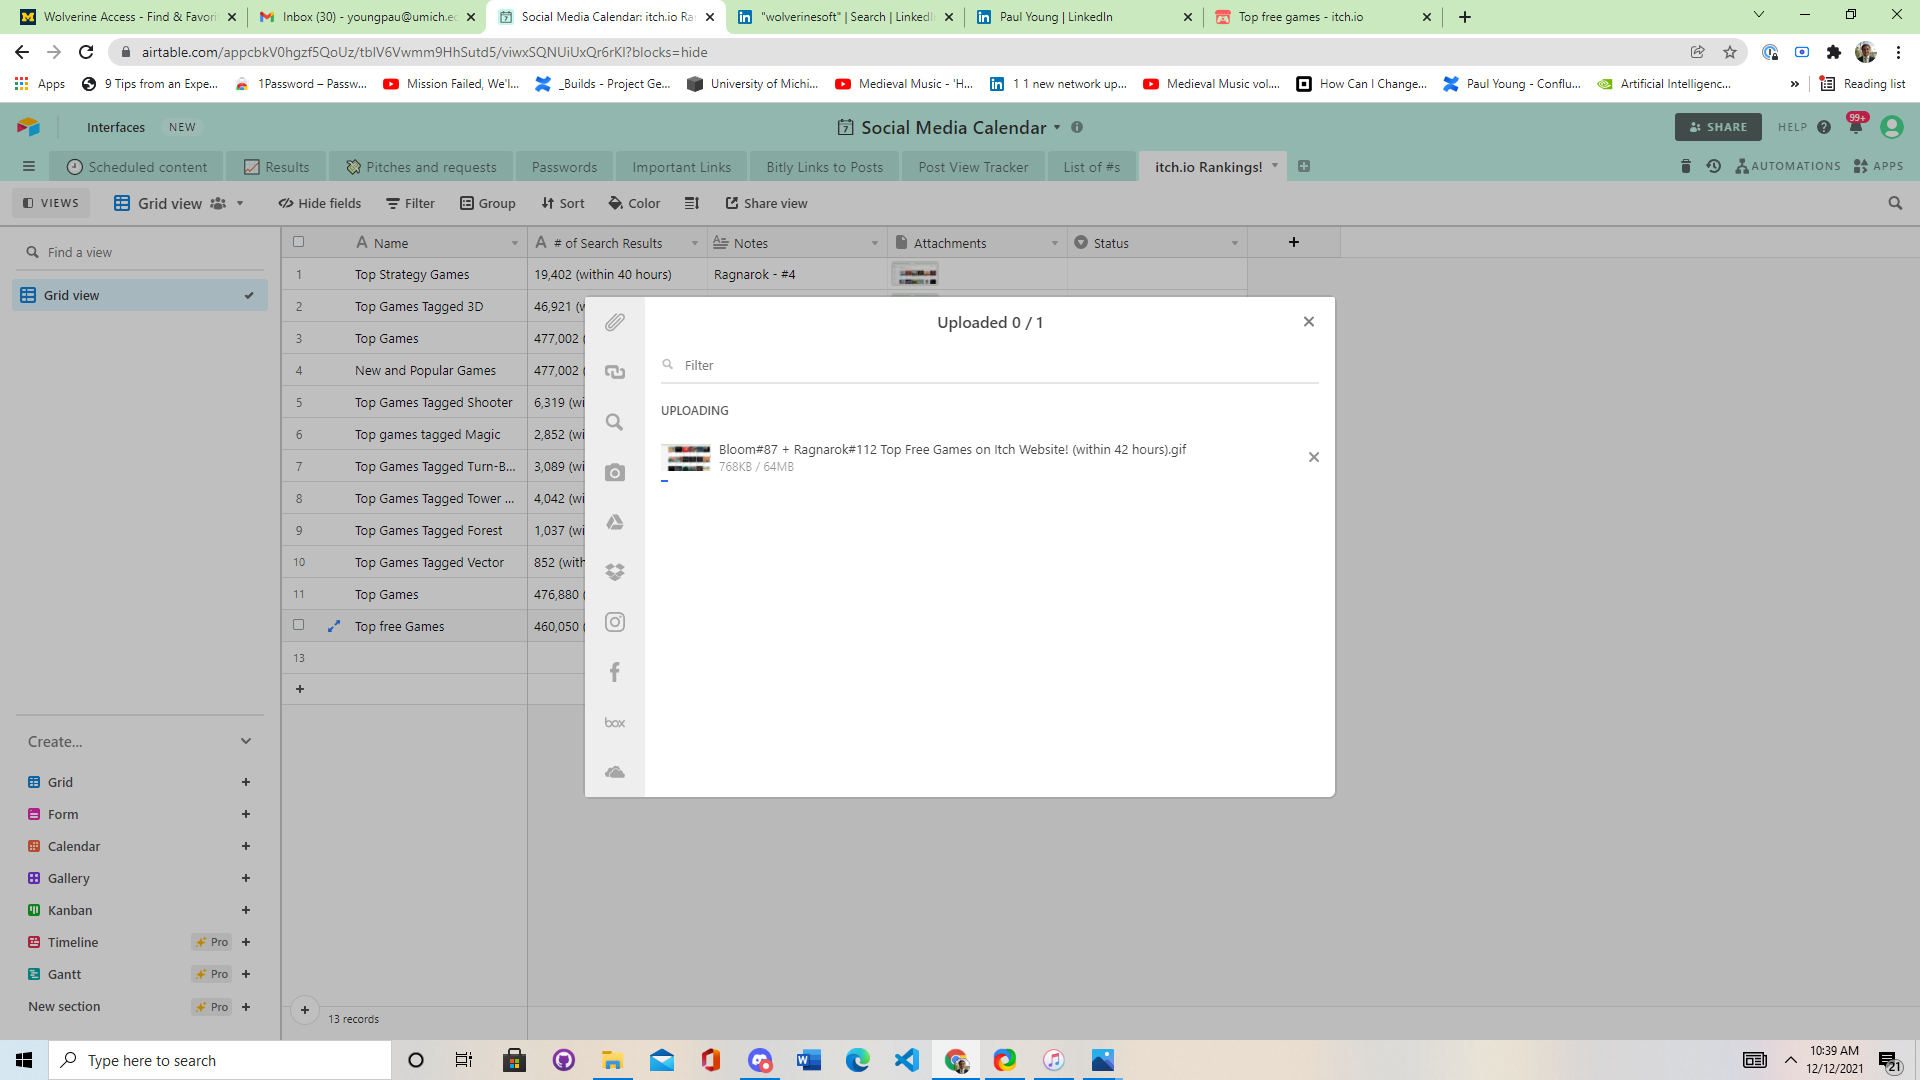 Wolverine Access - Find & Favori
Inbox (30) - youngpau@umich.ec
Social Media Calendar: itch.io Ra
"wolverinesoft" | Search | LinkedIn
Paul Young | LinkedIn
Top free games - itch.io
airtable.com/appcbkV0hgzf5QoUz/tblV6Vwmm9HhSutd5/viwxSQNUiUxQr6rKl?blocks=hide
Apps
9 Tips from an Expe...
1Password – Passw...
Mission Failed, We'l...
_Builds - Project Ge...
University of Michi...
Medieval Music - 'H...
1 1 new network up...
Medieval Music vol....
How Can I Change...
Paul Young - Conflu...
Artificial Intelligenc...
»
Reading list
Interfaces
NEW
Social Media Calendar
SHARE
HELP
99+
Scheduled content
Results
Pitches and requests
Passwords
Important Links
Bitly Links to Posts
Post View Tracker
List of #s
itch.io Rankings!
AUTOMATIONS
APPS
VIEWS
Grid view
Hide fields
Filter
Group
Sort
Color
Share view
Find a view
Grid view
Name
# of Search Results
Notes
Attachments
Status
1 Top Strategy Games 19,402 (within 40 hours) Ragnarok - #4
2 Top Games Tagged 3D 46,921 (w
3 Top Games 477,002 (
4 New and Popular Games 477,002 (
5 Top Games Tagged Shooter 6,319 (wi
6 Top games tagged Magic 2,852 (wi
7 Top Games Tagged Turn-B... 3,089 (wi
8 Top Games Tagged Tower ... 4,042 (wi
9 Top Games Tagged Forest 1,037 (wi
10 Top Games Tagged Vector 852 (with
11 Top Games 476,880 (
Top free Games 460,050 (
13
Uploaded 0 / 1
Filter
UPLOADING
Bloom#87 + Ragnarok#112 Top Free Games on Itch Website! (within 42 hours).gif
768KB / 64MB
box
Create...
Grid
Form
Calendar
Gallery
Kanban
Timeline Pro
Gantt Pro
New section Pro
13 records
Type here to search
10:39 AM
12/12/2021
21